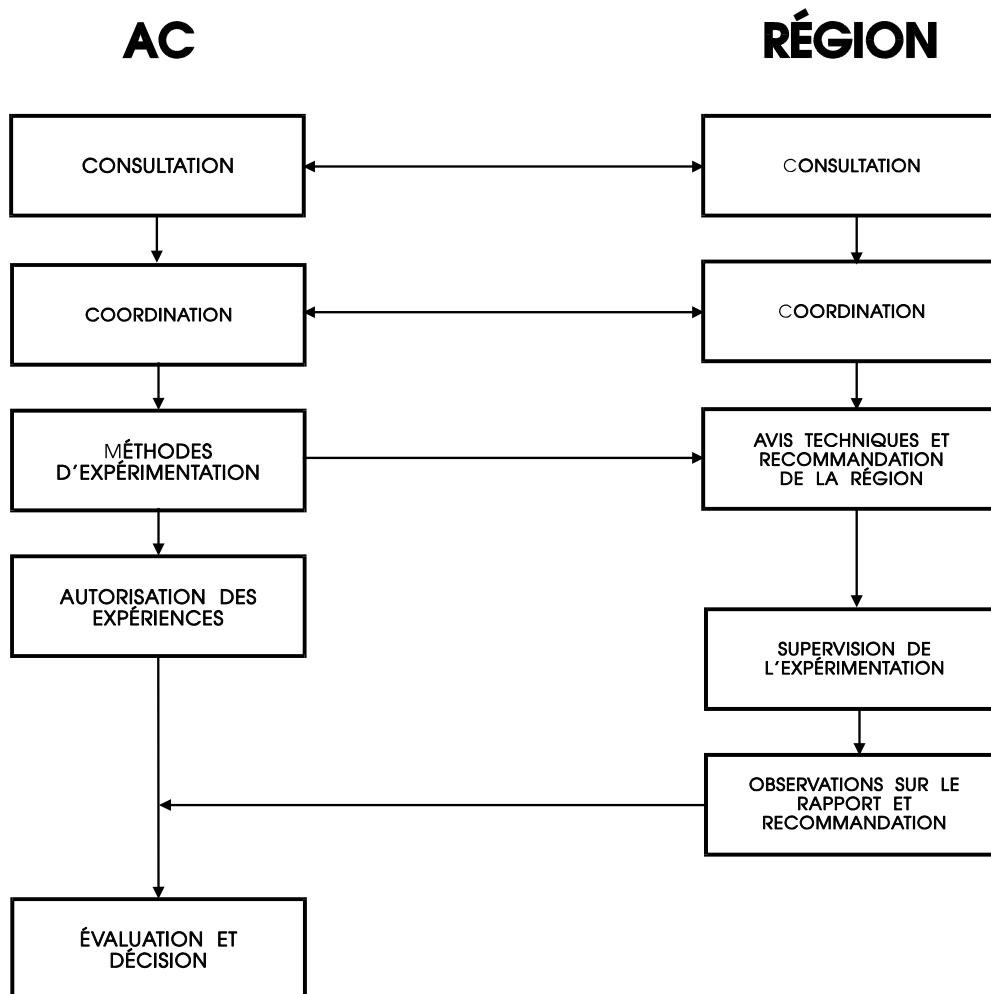 AC
RÉGION
CONSULTATION
CONSULTATION
COORDINATION
COORDINATION
MÉTHODES
D'EXPÉRIMENTATION
AVIS TECHNIQUES ET
RECOMMANDATION
DE LA RÉGION
AUTORISATION DES
EXPÉRIENCES
SUPERVISION DE
L'EXPÉRIMENTATION
OBSERVATIONS SUR LE
RAPPORT ET
RECOMMANDATION
ÉVALUATION ET
DÉCISION